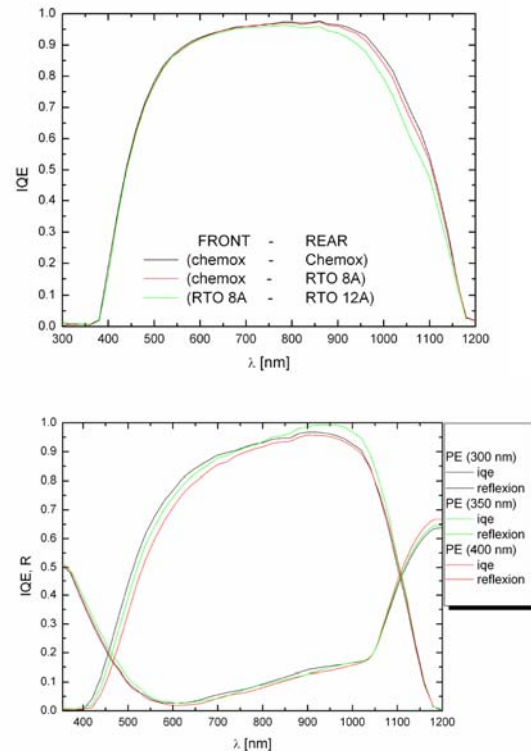 1.0
0.9
0.8
0.7
0.6
0.5
0.4
0.3
0.2
0.1
0.0
IQE
FRONT - REAR
(chemox - Chemox)
(chemox - RTO 8A)
(RTO 8A - RTO 12A)
300 400 500 600 700 800 900 1000 1100 1200
λ [nm]
1.0
0.9
0.8
0.7
0.6
0.5
0.4
0.3
0.2
0.1
0.0
IQE, R
PE (300 nm)
iqe
reflexion
PE (350 nm)
iqe
reflexion
PE (400 nm)
iqe
reflexion
400 500 600 700 800 900 1000 1100 1200
λ [nm]